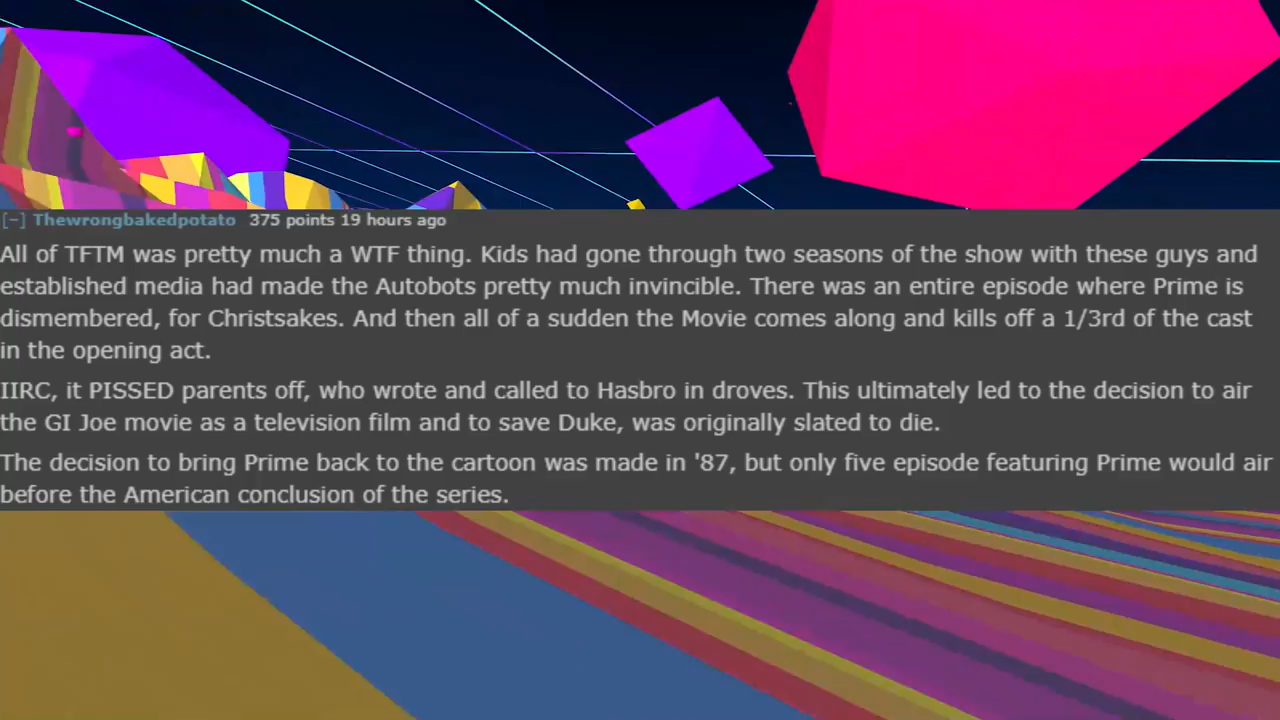 [−] Thewrongbakedpotato 375 points 19 hours ago
All of TFTM was pretty much a WTF thing. Kids had gone through two seasons of the show with these guys and
established media had made the Autobots pretty much invincible. There was an entire episode where Prime is
dismembered, for Christsakes. And then all of a sudden the Movie comes along and kills off a 1/3rd of the cast
in the opening act.
IIRC, it PISSED parents off, who wrote and called to Hasbro in droves. This ultimately led to the decision to air
the GI Joe movie as a television film and to save Duke, was originally slated to die.
The decision to bring Prime back to the cartoon was made in '87, but only five episode featuring Prime would air
before the American conclusion of the series.